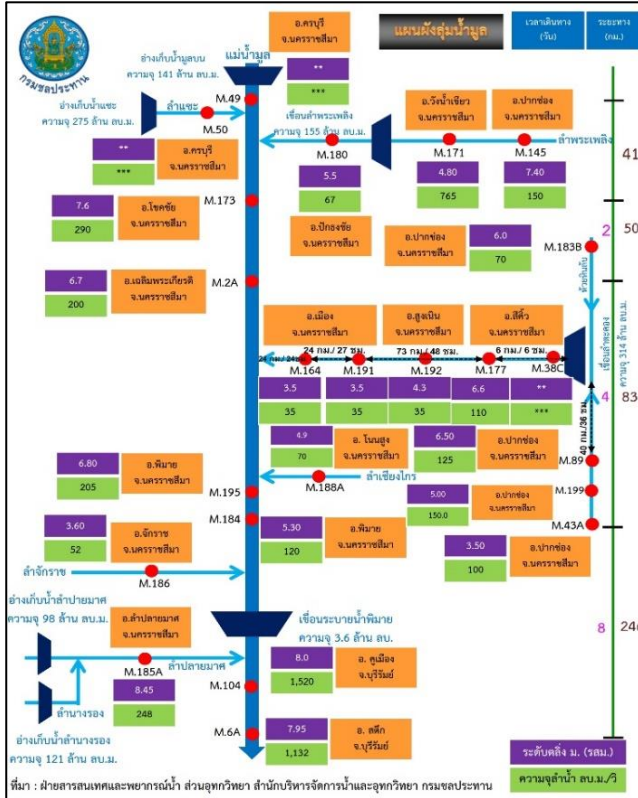 อ.ครบุรี
จ.นครราชสีมา
แผนผังลุ่มน้ำมูล
เวลาเดินทาง
(วัน)
ระยะทาง
(กม.)
กรมชลประทาน
อ่างเก็บน้ำมูลบน
ความจุ 141 ล้าน ลบ.ม.
แม่น้ำมูล
**
***
อ่างเก็บน้ำแชะ
ความจุ 275 ล้าน ลบ.ม.
ลำแชะ
M.49
M.50
เขื่อนลำพระเพลิง
ความจุ 155 ล้าน ลบ.ม.
อ.วังน้ำเขียว
จ.นครราชสีมา
อ.ปากช่อง
จ.นครราชสีมา
ลำพระเพลิง
M.180
M.171
M.145
41
**
***
อ.ครบุรี
จ.นครราชสีมา
5.5
67
4.80
765
7.40
150
7.6
290
อ.โชคชัย
จ.นครราชสีมา
M.173
อ.ปักธงชัย
จ.นครราชสีมา
อ.ปากช่อง
จ.นครราชสีมา
6.0
70
2
50
M.183B
6.7
200
อ.เฉลิมพระเกียรติ
จ.นครราชสีมา
M.2A
อ.เมือง
จ.นครราชสีมา
อ.สูงเนิน
จ.นครราชสีมา
อ.สีคิ้ว
จ.นครราชสีมา
เขื่อนลำตะคอง
ความจุ 314 ล้าน ลบ.ม.
24 กม./ 27 ชม.
73 กม/ 48 ชม.
6 กม./ 6 ชม.
M.164
M.191
M.192
M.177
M.38C
3.5
35
3.5
35
4.3
35
6.6
110
**
***
4
83
40 กม./36 ชม.
4.9
70
อ. โนนสูง
จ.นครราชสีมา
6.50
125
อ.ปากช่อง
จ.นครราชสีมา
M.89
6.80
205
อ.พิมาย
จ.นครราชสีมา
M.195
M.188A
ลำเชียงไกร
5.00
150.0
อ.ปากช่อง
จ.นครราชสีมา
M.199
M.184
M.43A
3.60
52
อ.จักราช
จ.นครราชสีมา
5.30
120
อ.พิมาย
จ.นครราชสีมา
3.50
100
อ.ปากช่อง
จ.นครราชสีมา
ลำจักราช
M.186
อ่างเก็บน้ำลำปายมาศ
ความจุ 98 ล้าน ลบ.ม.
อ.ลำปลายมาศ
จ.นครราชสีมา
เขื่อนระบายน้ำพิมาย
ความจุ 3.6 ล้าน ลบ.
8
M.185A
ลำปลายมาศ
8.0
1,520
อ. คูเมือง
จ.บุรีรัมย์
M.104
8.45
248
ลำนางรอง
อ่างเก็บน้ำลำนางรอง
ความจุ 121 ล้าน ลบ.ม.
M.6A
7.95
1,132
อ. สตึก
จ.บุรีรัมย์
ระดับตลิ่ง ม. (รสม.)
ความจุลำน้ำ ลบ.ม./วิ
ที่มา : ฝ่ายสารสนเทศและพยากรณ์น้ำ ส่วนอุทกวิทยา สำนักบริหารจัดการน้ำและอุทกวิทยา กรมชลประทาน